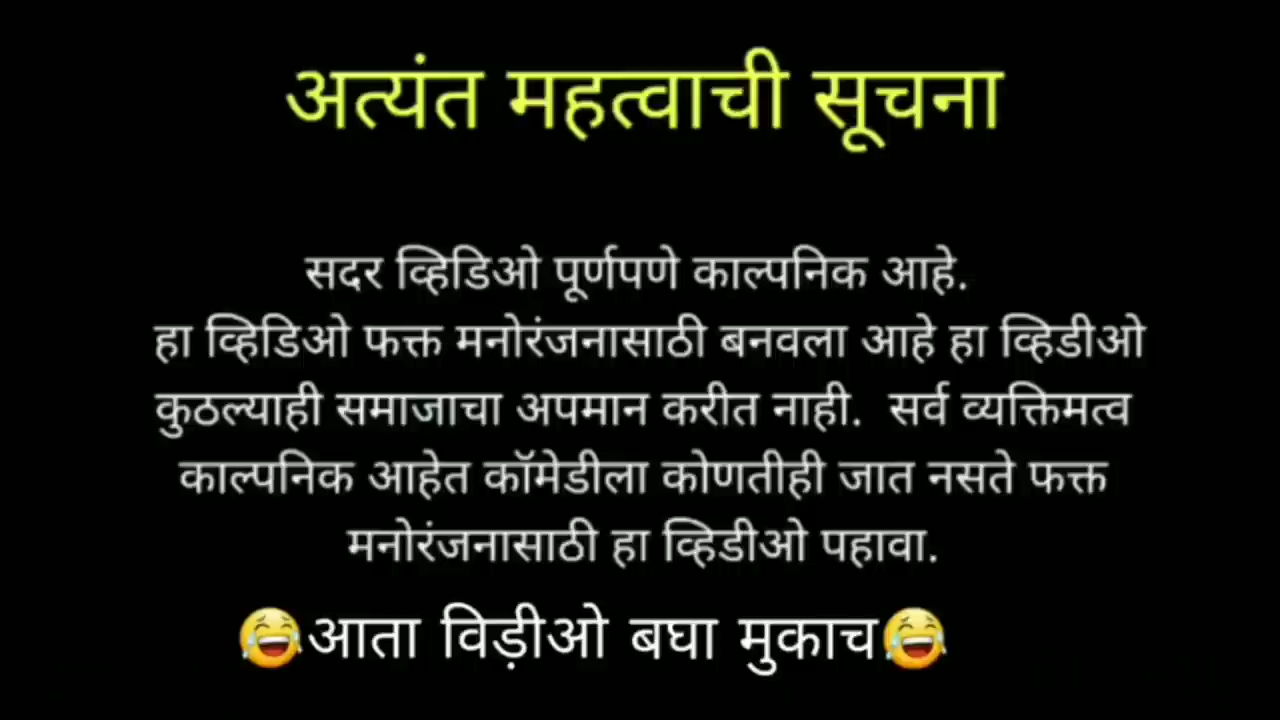 अत्यंत महत्वाची सूचना
सदर व्हिडिओ पूर्णपणे काल्पनिक आहे.
हा व्हिडिओ फक्त मनोरंजनासाठी बनवला आहे हा व्हिडीओ
कुठल्याही समाजाचा अपमान करीत नाही. सर्व व्यक्तिमत्व
काल्पनिक आहेत कॉमेडीला कोणतीही जात नसते फक्त
मनोरंजनासाठी हा व्हिडीओ पहावा.
😂आता विड़ीओ बघा मुकाच😂